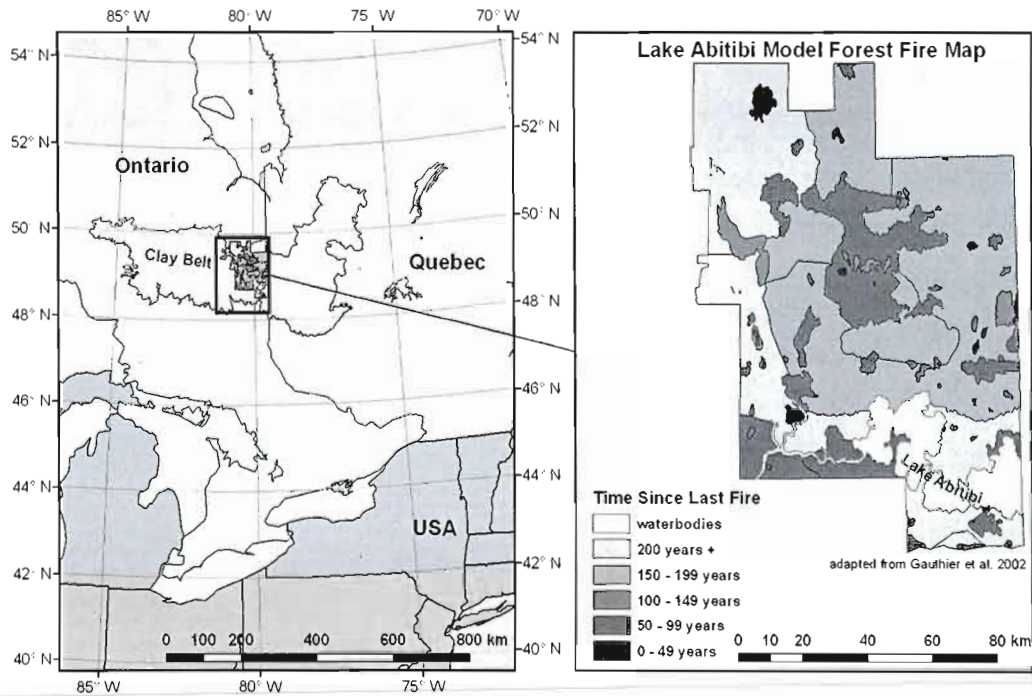 80° W 80° W 75° W 70° W
54° N
52° N
50° N
48° N
46° N
44° N
42° N
40° N
54° N
52° N
50° N
48° N
46° N
44° N
42° N
40° N
Ontario
Clay Belt
Quebec
USA
0 100 200 400 600 800 km
85° W 80° W 75° W
Lake Abitibi Model Forest Fire Map
Lake Abitibi
Time Since Last Fire
waterbodies
200 years +
150 - 199 years
100 - 149 years
50 - 99 years
0 - 49 years
adapted from Gauthier et al. 2002
0 10 20 40 60 80 km